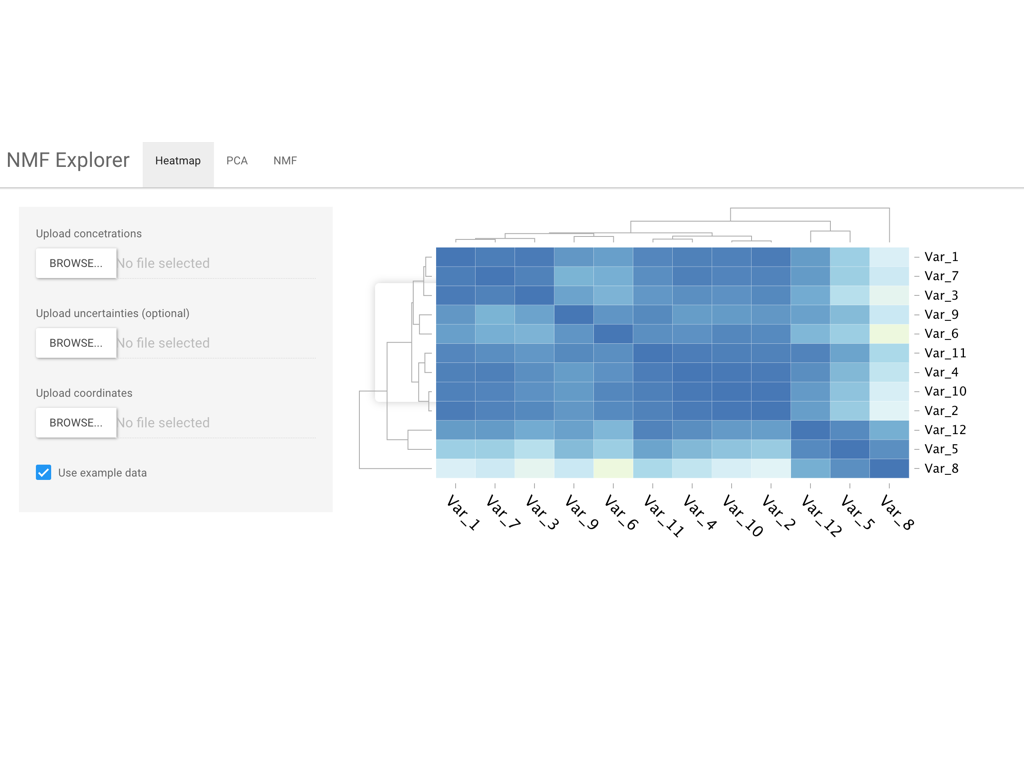 NMF Explorer
Heatmap
PCA
NMF
Upload concetrations
BROWSE...
No file selected
Upload uncertainties (optional)
BROWSE...
No file selected
Upload coordinates
BROWSE...
No file selected
Use example data
Var_1
Var_7
Var_3
Var_9
Var_6
Var_11
Var_4
Var_10
Var_2
Var_12
Var_5
Var_8
Var_1
Var_7
Var_3
Var_9
Var_6
Var_11
Var_4
Var_10
Var_2
Var_12
Var_5
Var_8